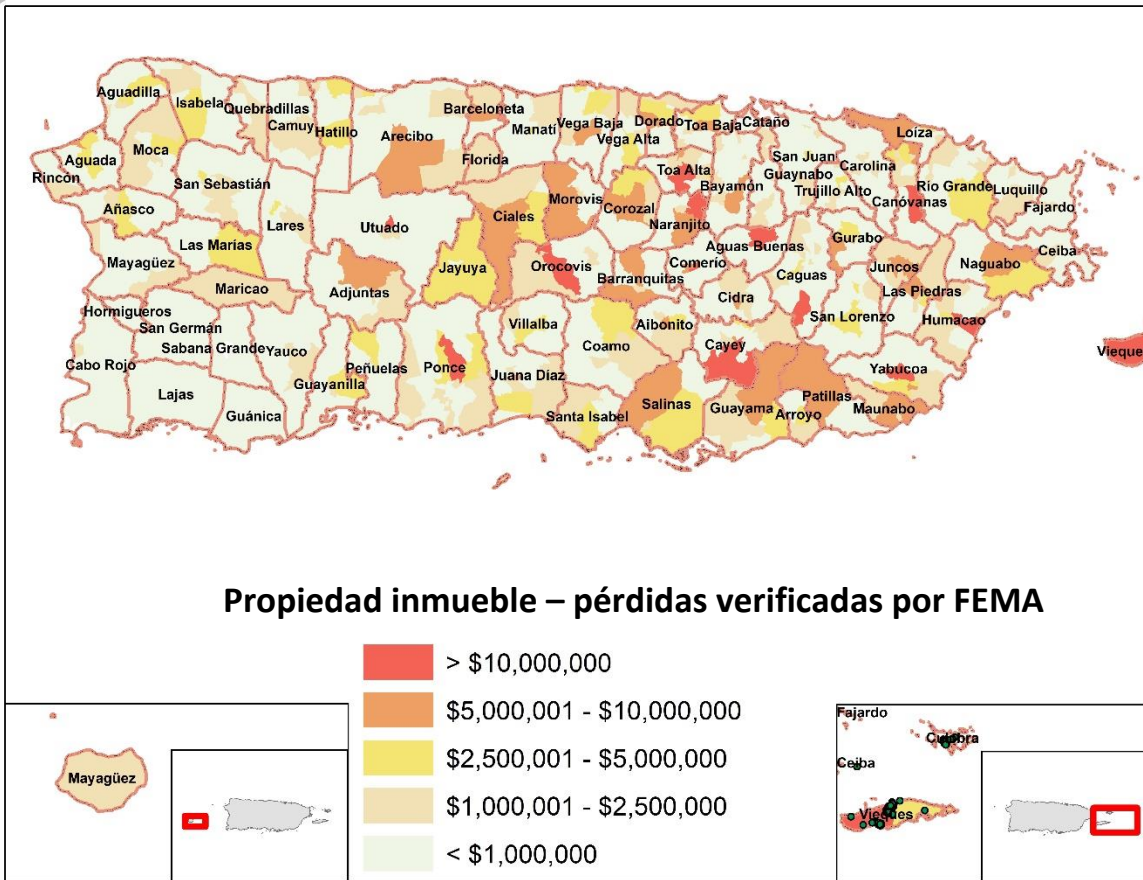 Aguadilla
Isabela
Quebradillas
Camuy
Hatillo
Arecibo
Barceloneta
Manatí
Vega Baja
Vega Alta
Dorado
Toa Baja
Cataño
Loíza
San Juan
Guaynabo
Carolina
Trujillo Alto
Canóvanas
Río Grande
Luquillo
Fajardo
Aguada
Rincón
Moca
Florida
Toa Alta
Bayamón
San Sebastián
Añasco
Lares
Utuado
Ciales
Morovis
Corozal
Naranjito
Las Marías
Mayagüez
Maricao
Adjuntas
Jayuya
Orocovis
Barranquitas
Comerío
Aguas Buenas
Gurabo
Caguas
Juncos
Naguabo
Ceiba
Las Piedras
Cidra
San Lorenzo
Humacao
Hormigueros
San Germán
Sabana Grande
Yauco
Cabo Rojo
Lajas
Guánica
Guayanilla
Peñuelas
Ponce
Villalba
Juana Díaz
Coamo
Aibonito
Cayey
Santa Isabel
Salinas
Guayama
Arroyo
Patillas
Yabucoa
Maunabo
Vieque
Propiedad inmueble – pérdidas verificadas por FEMA
> $10,000,000
$5,000,001 - $10,000,000
$2,500,001 - $5,000,000
$1,000,001 - $2,500,000
< $1,000,000
Mayagüez
Fajardo
Culebra
Ceiba
Vieques